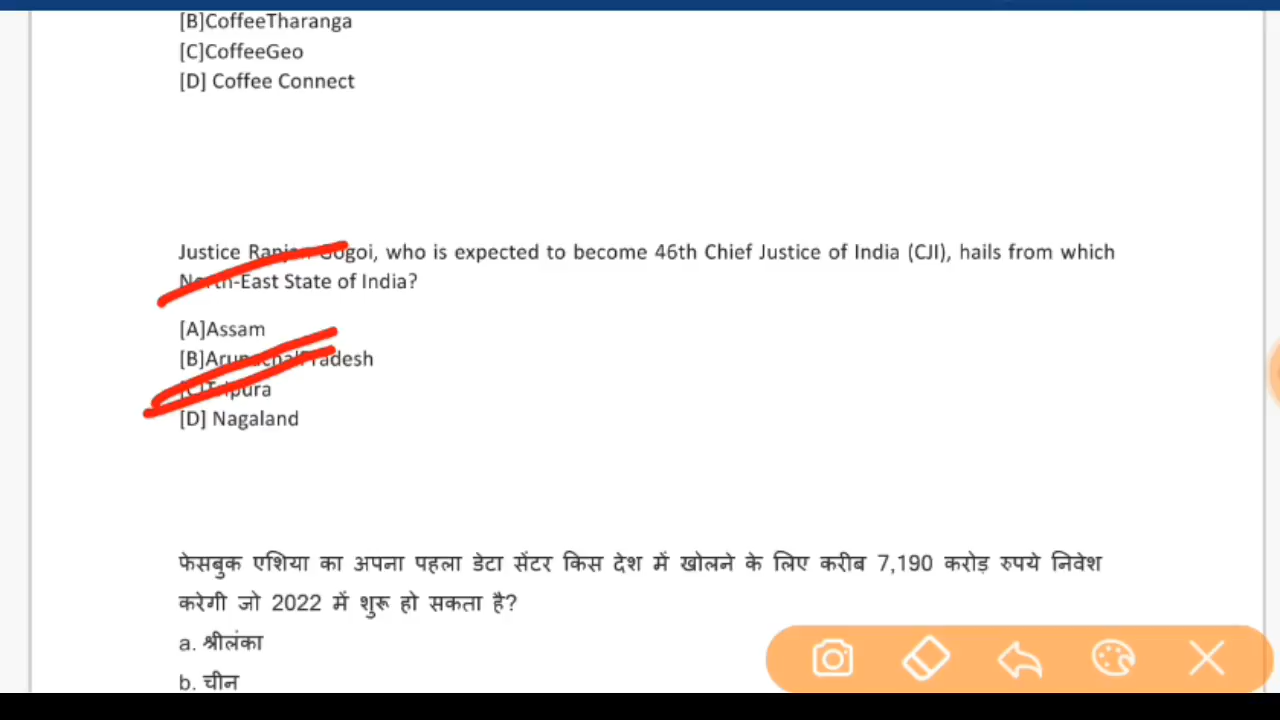 [B]CoffeeTharanga
[C]CoffeeGeo
[D] Coffee Connect
Justice Ranjan Gogoi, who is expected to become 46th Chief Justice of India (CJI), hails from which
North-East State of India?
[A]Assam
[B]ArunachalPradesh
[C]Tripura
[D] Nagaland
फेसबुक एशिया का अपना पहला डेटा सेंटर किस देश में खोलने के लिए करीब 7,190 करोड़ रुपये निवेश
करेगी जो 2022 में शुरू हो सकता है?
a. श्रीलंका
b. चीन